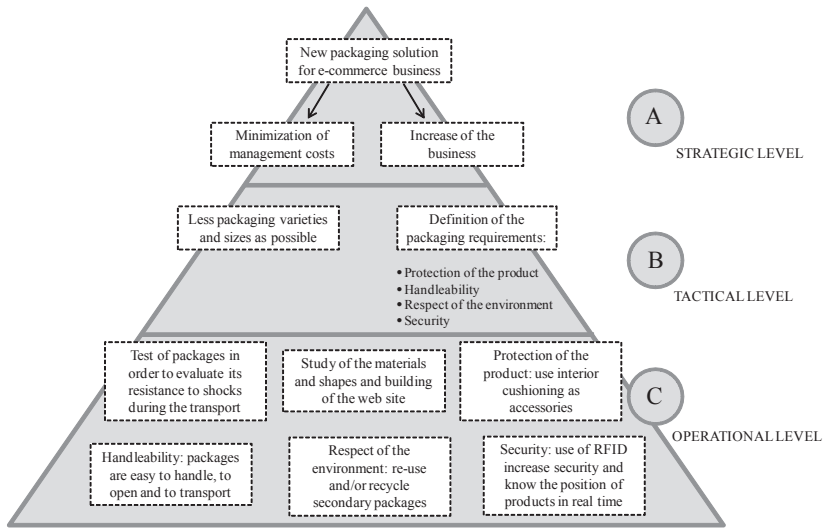 New packaging solution
for e-commerce business
Minimization of
management costs
Increase of the
business
A
STRATEGIC LEVEL
Less packaging varieties
and sizes as possible
Definition of the
packaging requirements:
• Protection of the product
• Handleability
• Respect of the environment
• Security
B
TACTICAL LEVEL
Test of packages in
order to evaluate its
resistance to shocks
during the transport
Study of the materials
and shapes and building
of the web site
Protection of the
product: use interior
cushioning as
accessories
C
OPERATIONAL LEVEL
Handleability: packages
are easy to handle, to
open and to transport
Respect of the
environment: re-use
and/or recycle
secondary packages
Security: use of RFID
increase security and
know the position of
products in real time